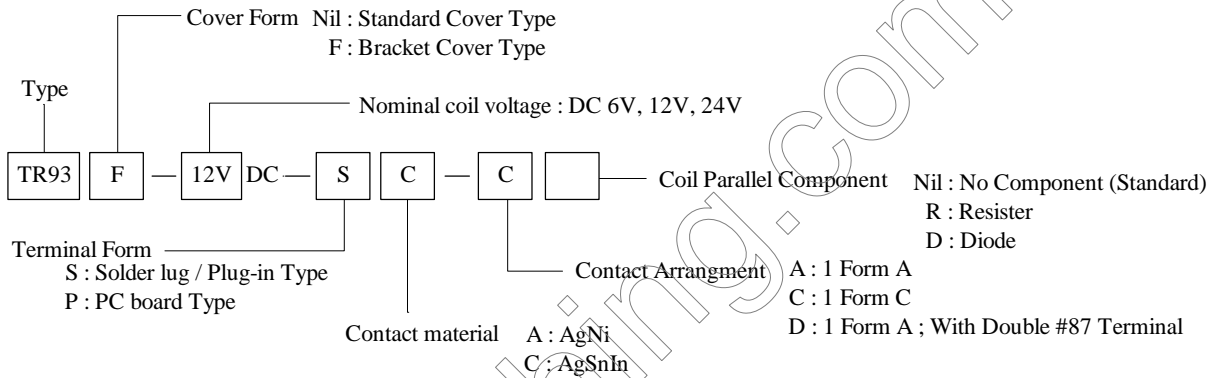 Cover Form Nil : Standard Cover Type
F : Bracket Cover Type
Type
Nominal coil voltage : DC 6V, 12V, 24V
TR93 F — 12V DC — S C — C
Coil Parallel Component Nil : No Component (Standard)
R : Resister
D : Diode
Terminal Form
S : Solder lug / Plug-in Type
P : PC board Type
Contact Arrangment A : 1 Form A
C : 1 Form C
D : 1 Form A ; With Double #87 Terminal
Contact material A : AgNi
C : AgSnIn
ing.com